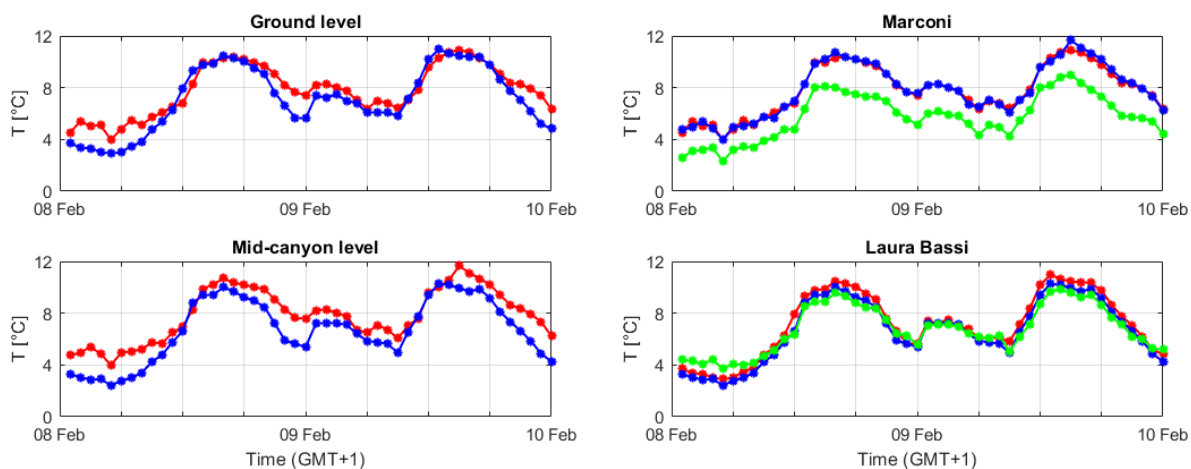 Ground level
12
8
4
0
T [°C]
08 Feb
09 Feb
10 Feb
Marconi
12
8
4
0
T [°C]
08 Feb
09 Feb
10 Feb
Mid-canyon level
12
8
4
0
T [°C]
08 Feb
09 Feb
10 Feb
Time (GMT+1)
Laura Bassi
12
8
4
0
T [°C]
08 Feb
09 Feb
10 Feb
Time (GMT+1)